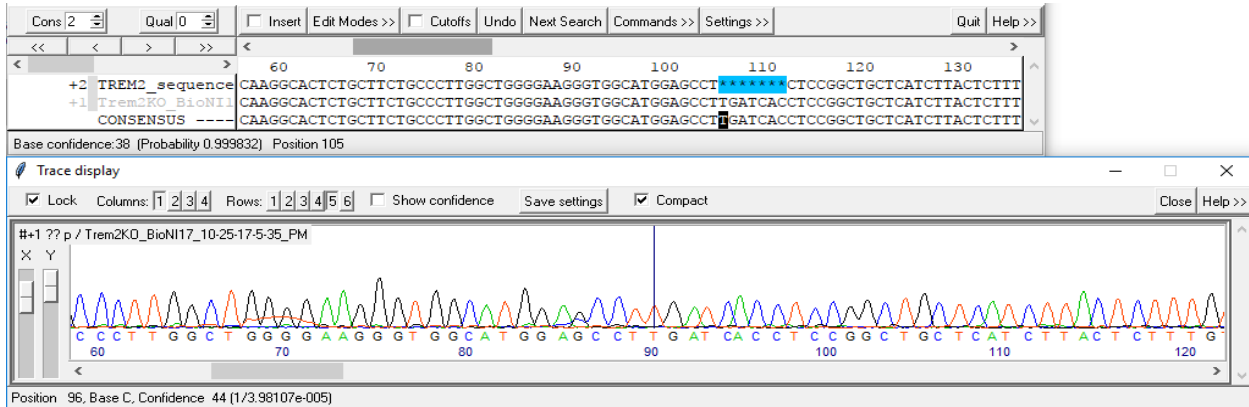 Cons 2 Qual 0 Insert Edit Modes >> Cutoffs Undo Next Search Commands >> Settings >> Quit Help >>
<< < > >> < >
< > 60 70 80 90 100 110 120 130
+2 TREM2_sequence CAAGGCACTCTGCTTCTGCCCTTGGCTGGGGAAGGGTGGCATGGAGCCT*******CTCCGGCTGCTCATCTTACTCTTT
+1 Trem2KO_BioNI1 CAAGGCACTCTGCTTCTGCCCTTGGCTGGGGAAGGGTGGCATGGAGCCTTGATCACCTCCGGCTGCTCATCTTACTCTTT
CONSENSUS ---- CAAGGCACTCTGCTTCTGCCCTTGGCTGGGGAAGGGTGGCATGGAGCCTTGATCACCTCCGGCTGCTCATCTTACTCTTT
Base confidence:38 (Probability 0.999832) Position 105
Trace display
Lock Columns: 1 2 3 4 Rows: 1 2 3 4 5 6 Show confidence Save settings Compact Close Help >>
#+1 ?? p / Trem2KO_BioNI17_10-25-17-5-35_PM
X Y
C C C T T G G C T G G G G A A G G G T G G C A T G G A G C C T T G A T C A C C T C C G G C T G C T C A T C T T A C T C T T T G
60 70 80 90 100 110 120
Position 96, Base C, Confidence 44 (1/3.98107e-005)